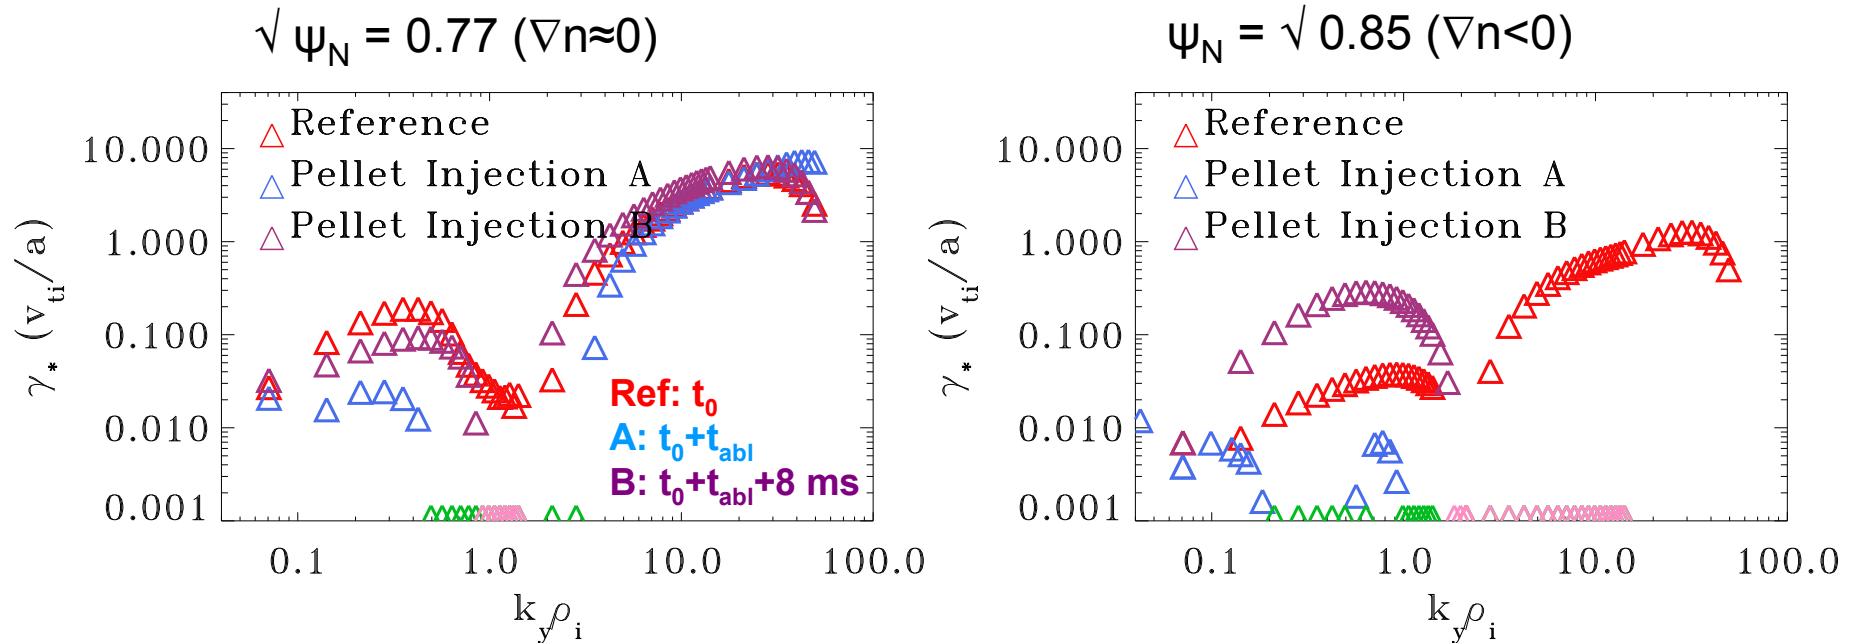 √ ψN = 0.77 (∇n≈0)
ψN = √ 0.85 (∇n<0)
Reference
Pellet Injection A
Pellet Injection B
10.000
1.000
0.100
0.010
0.001
γ* (vti/a)
Ref: t0
A: t0+tabl
B: t0+tabl+8 ms
0.1
1.0
10.0
100.0
kyρi
Reference
Pellet Injection A
Pellet Injection B
10.000
1.000
0.100
0.010
0.001
γ* (vti/a)
0.1
1.0
10.0
100.0
kyρi